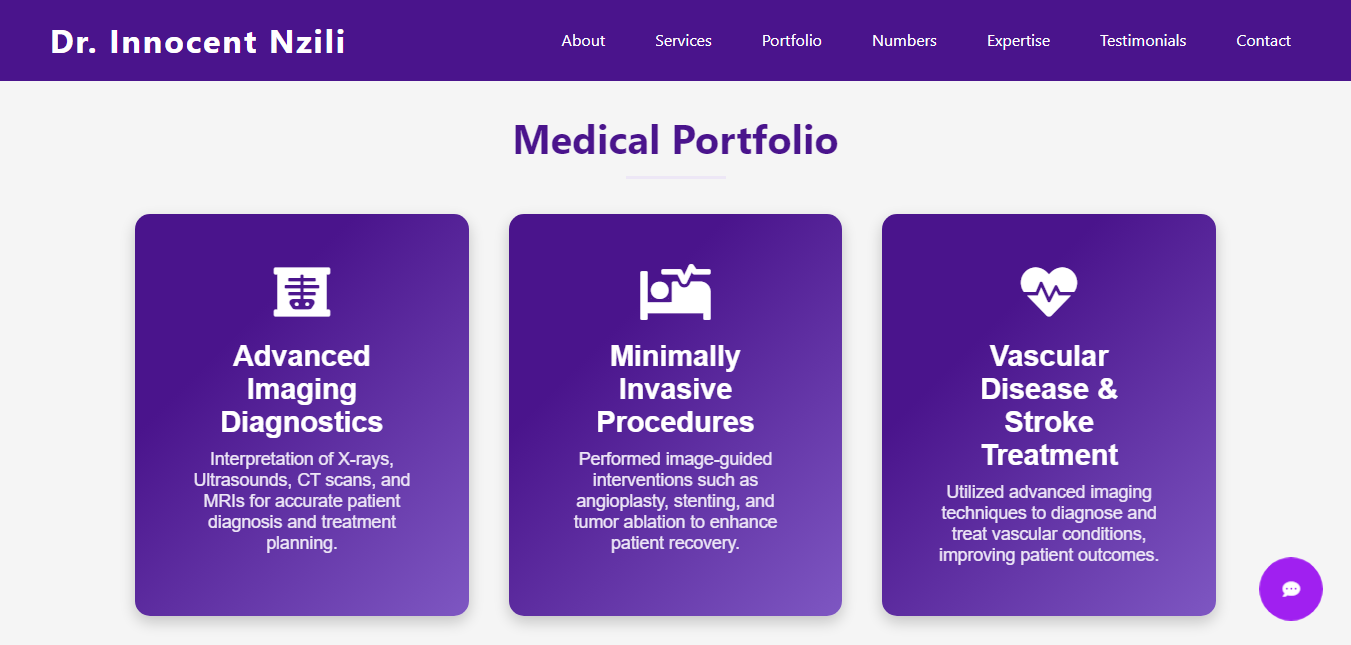 Dr. Innocent Nzili
About Services Portfolio Numbers Expertise Testimonials Contact
Medical Portfolio
Advanced
Imaging
Diagnostics
Interpretation of X-rays,
Ultrasounds, CT scans, and
MRIs for accurate patient
diagnosis and treatment
planning.
Minimally
Invasive
Procedures
Performed image-guided
interventions such as
angioplasty, stenting, and
tumor ablation to enhance
patient recovery.
Vascular
Disease &
Stroke
Treatment
Utilized advanced imaging
techniques to diagnose and
treat vascular conditions,
improving patient outcomes.